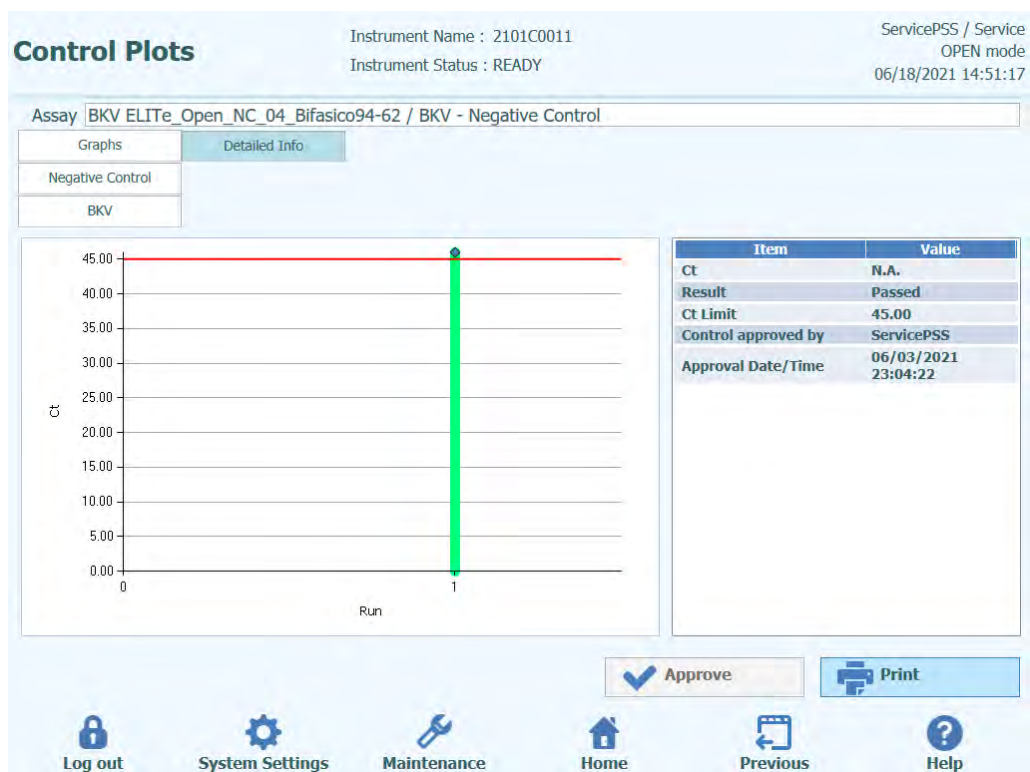 Control Plots
Instrument Name : 2101C0011
Instrument Status : READY
ServicePSS / Service
OPEN mode
06/18/2021 14:51:17
Assay BKV ELITe_Open_NC_04_Bifasico94-62 / BKV - Negative Control
Graphs Detailed Info
Negative Control
BKV
45.00
40.00
35.00
30.00
25.00
20.00
15.00
10.00
5.00
0.00
Ct
0 1
Run
Item Value
Ct N.A.
Result Passed
Ct Limit 45.00
Control approved by ServicePSS
Approval Date/Time 06/03/2021
23:04:22
Approve Print
Log out System Settings Maintenance Home Previous Help